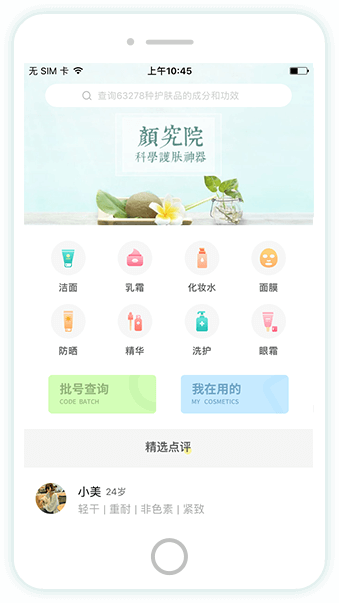 无 SIM 卡
上午10:45
查询63278种护肤品的成分和功效
顏究院
科學護肤神器
洁面 乳霜 化妆水 面膜
防晒 精华 洗护 眼霜
批号查询 我在用的
CODE BATCH MY COSMETICS
精选点评
小美 24岁
轻干 | 重耐 | 非色素 | 紧致